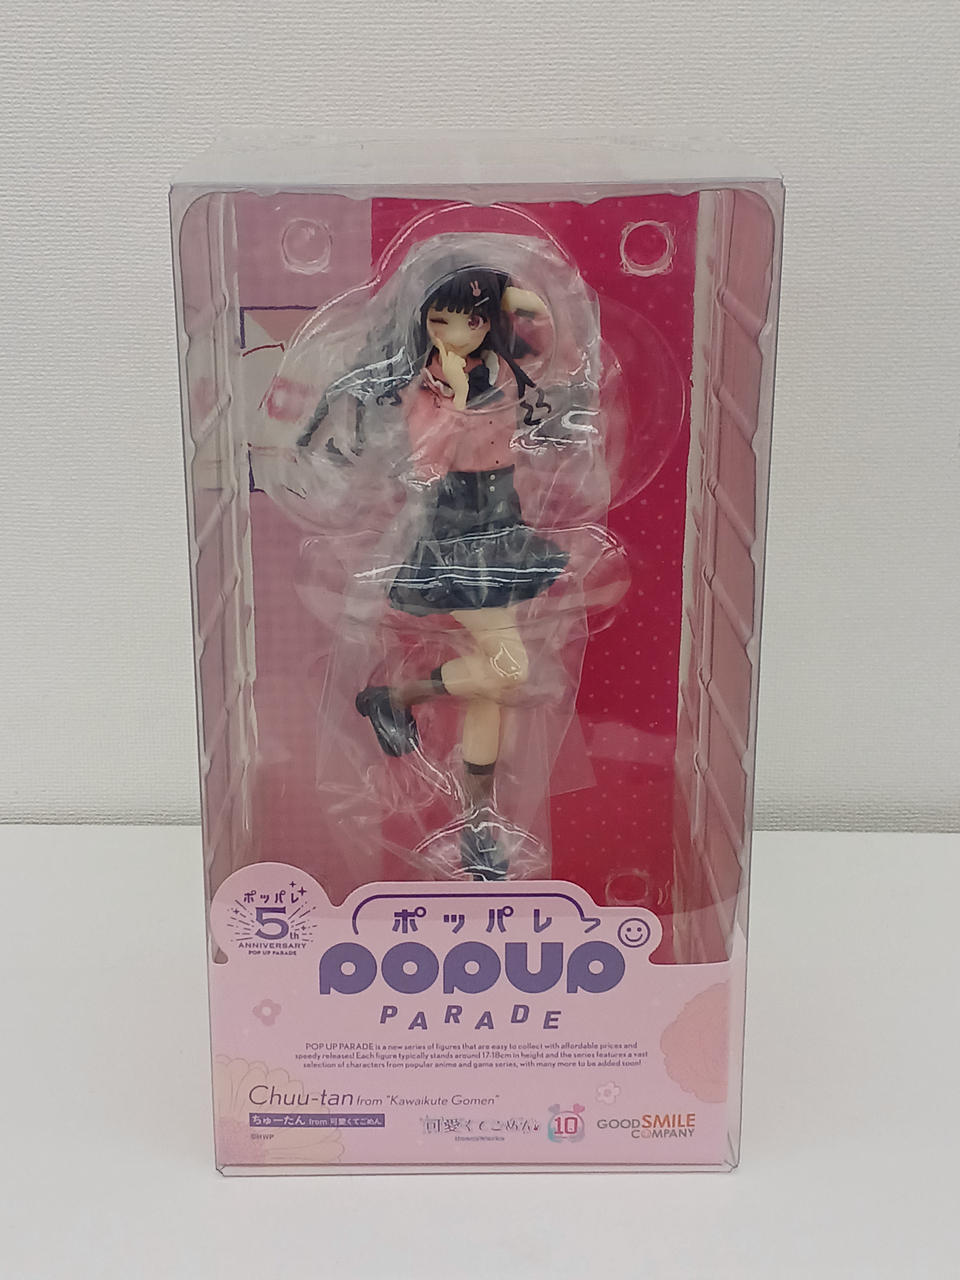 ポッパレ
5th
ANNIVERSARY
POP UP PARADE
ポッパレ
POPUP
PARADE
POP UP PARADE is a new series of figures that are easy to collect with affordable prices and
speedy releases! Each figure typically stands around 17-18cm in height and the series features a vast
selection of characters from popular anime and game series, with many more to be added soon!
Chuu-tan from "Kawaikute Gomen"
ちゅーたん from 可愛くてごめん
©HWP
可愛くてごめん
HoneyWorks
10
GOOD SMILE
COMPANY